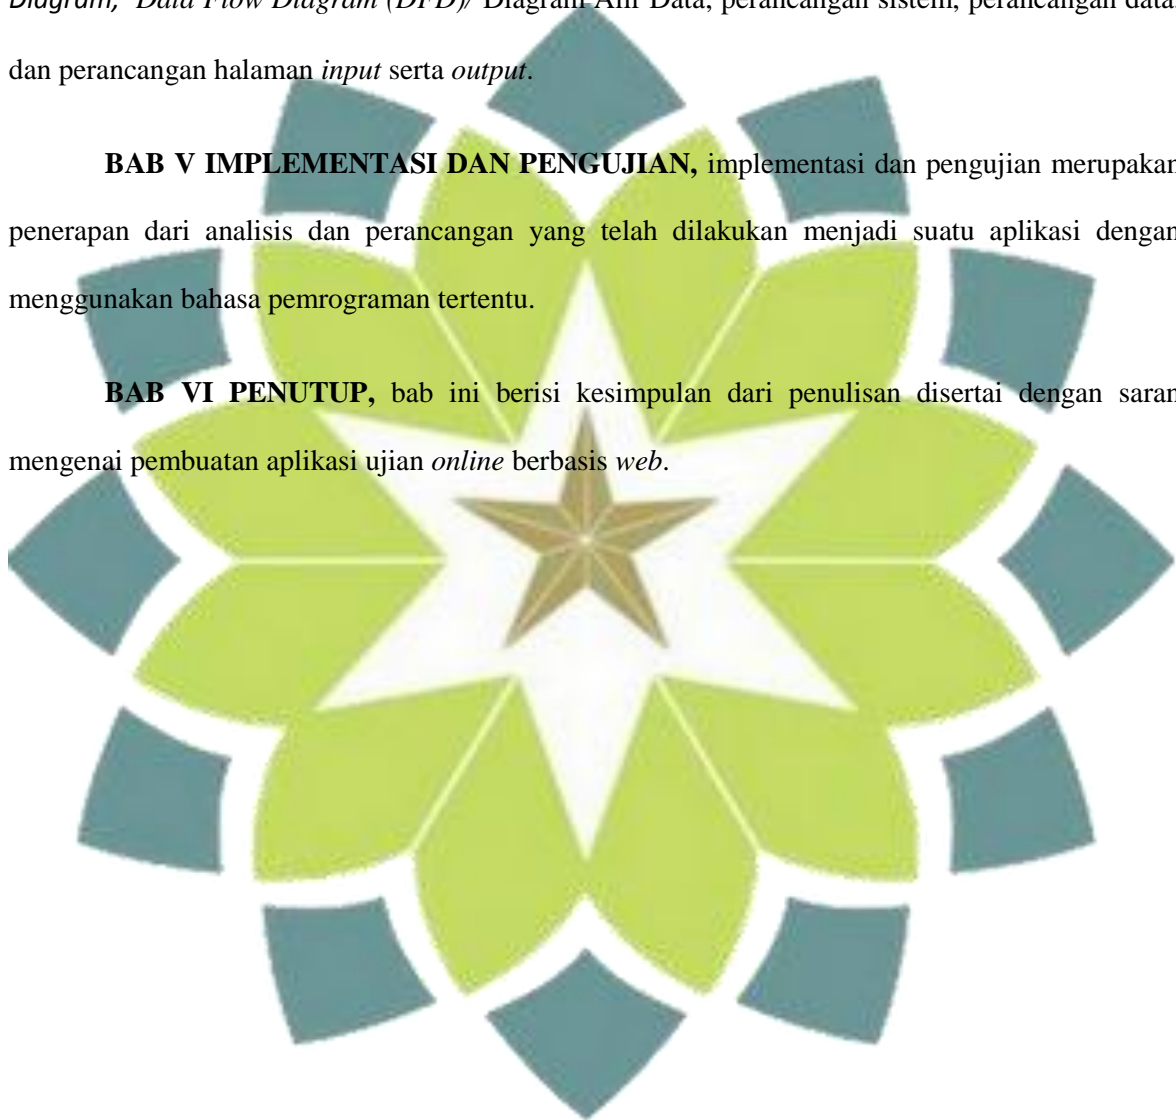 Diagram, Data Flow Diagram (DFD)/ Diagram Alir Data, perancangan sistem, perancangan data,
dan perancangan halaman input serta output.
BAB V IMPLEMENTASI DAN PENGUJIAN, implementasi dan pengujian merupakan
penerapan dari analisis dan perancangan yang telah dilakukan menjadi suatu aplikasi dengan
menggunakan bahasa pemrograman tertentu.
BAB VI PENUTUP, bab ini berisi kesimpulan dari penulisan disertai dengan saran
mengenai pembuatan aplikasi ujian online berbasis web.